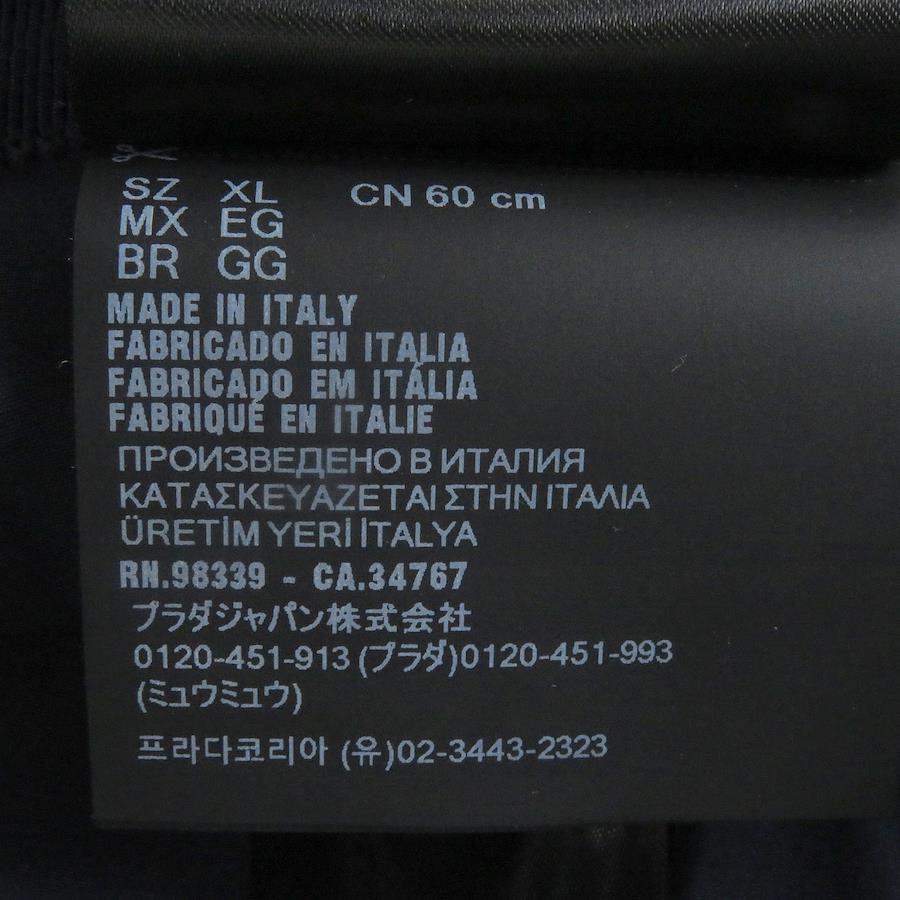 SZ XL CN 60 cm
MX EG
BR GG
MADE IN ITALY
FABRICADO EN ITALIA
FABRICADO EM ITÁLIA
FABRIQUÉ EN ITALIE
ПРОИЗВЕДЕНО В ИТАЛИЯ
ΚΑΤΑΣΚΕΥΑΖΕΤΑΙ ΣΤΗΝ ΙΤΑΛΙΑ
ÜRETİM YERİ İTALYA
RN.98339 - CA.34767
プラダジャパン株式会社
0120-451-913 (プラダ)0120-451-993
(ミュウミュウ)
프라다코리아 (유)02-3443-2323